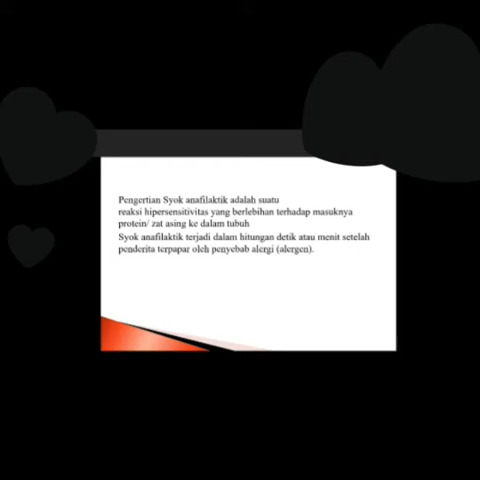 Pengertian Syok anafilaktik adalah suatu
reaksi hipersensitivitas yang berlebihan terhadap masuknya
protein/ zat asing ke dalam tubuh
Syok anafilaktik terjadi dalam hitungan detik atau menit setelah
penderita terpapar oleh penyebab alergi (alergen).